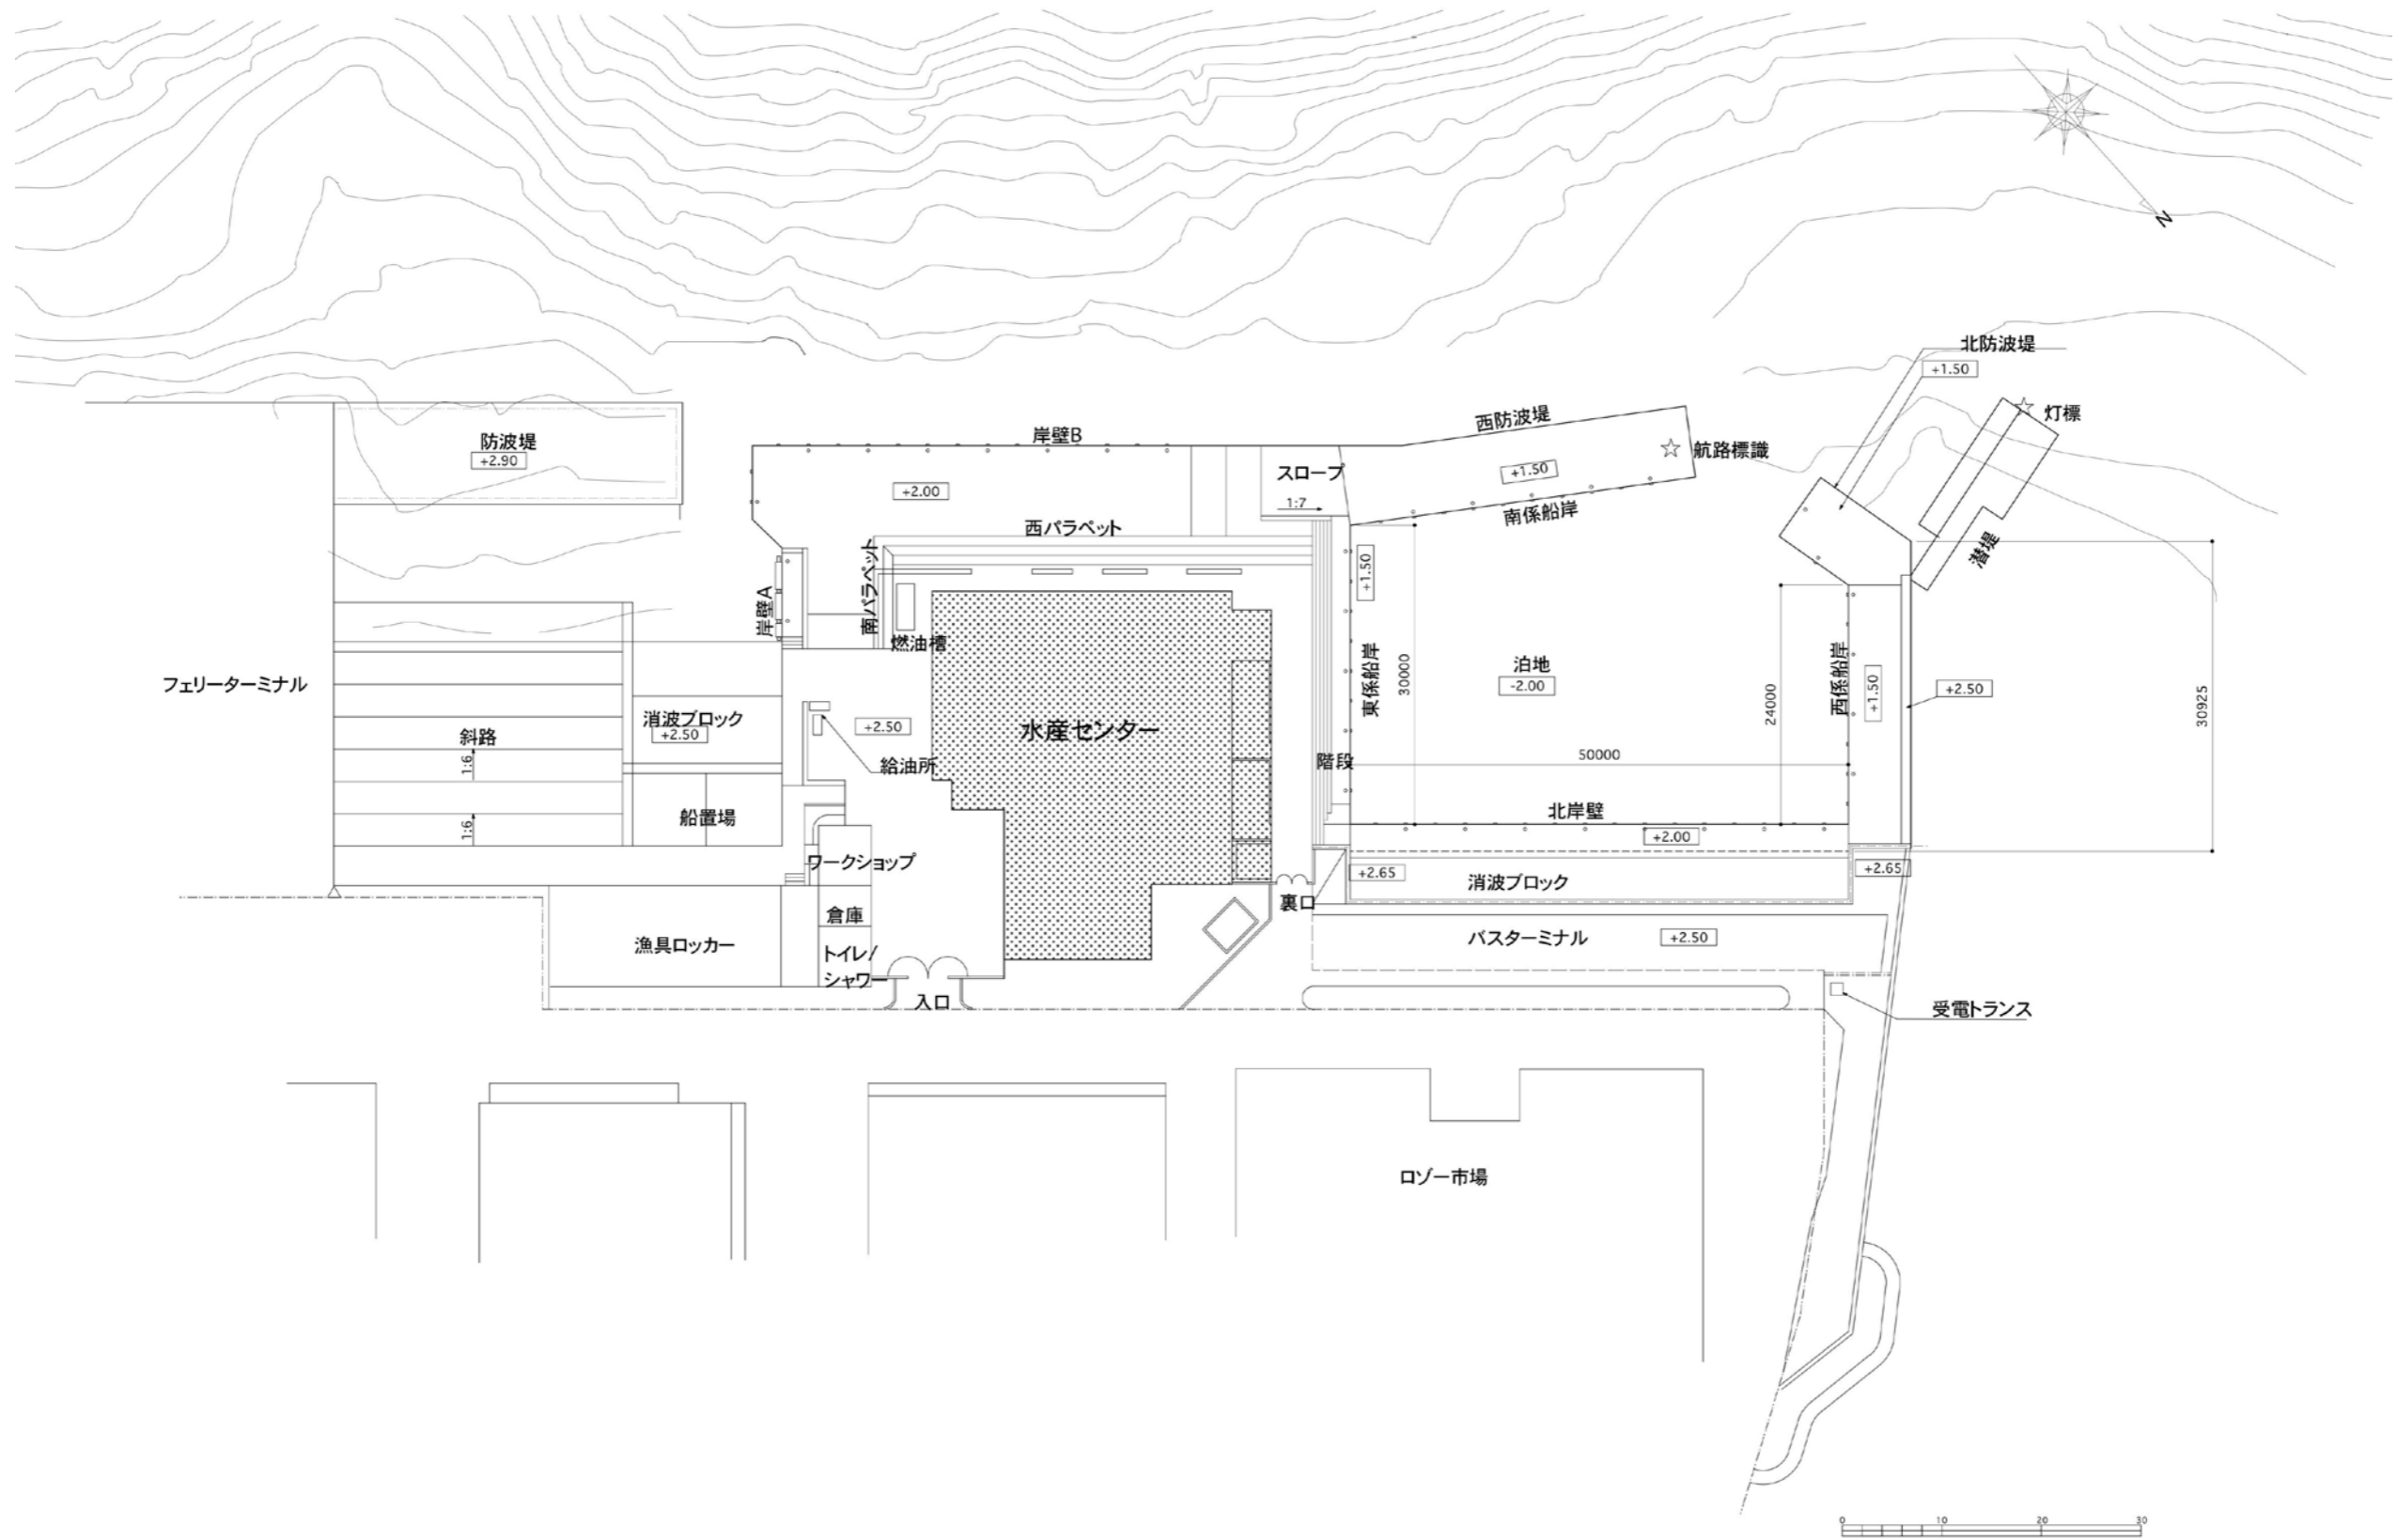 N
北防波堤
+1.50
灯標
西防波堤
航路標識
+1.50
南係船岸
潜堤
防波堤
+2.90
岸壁B
+2.00
スロープ
1:7
西パラペット
南パラペット
岸壁A
燃油槽
+1.50
東係船岸
30000
泊地
-2.00
24000
西係船岸
+1.50
+2.50
30925
フェリーターミナル
消波ブロック
+2.50
斜路
1:6
1:6
+2.50
水産センター
給油所
階段
50000
船置場
北岸壁
+2.00
ワークショップ
+2.65
消波ブロック
+2.65
裏口
倉庫
漁具ロッカー
トイレ/
シャワー
入口
バスターミナル
+2.50
受電トランス
ロゾー市場
0 10 20 30